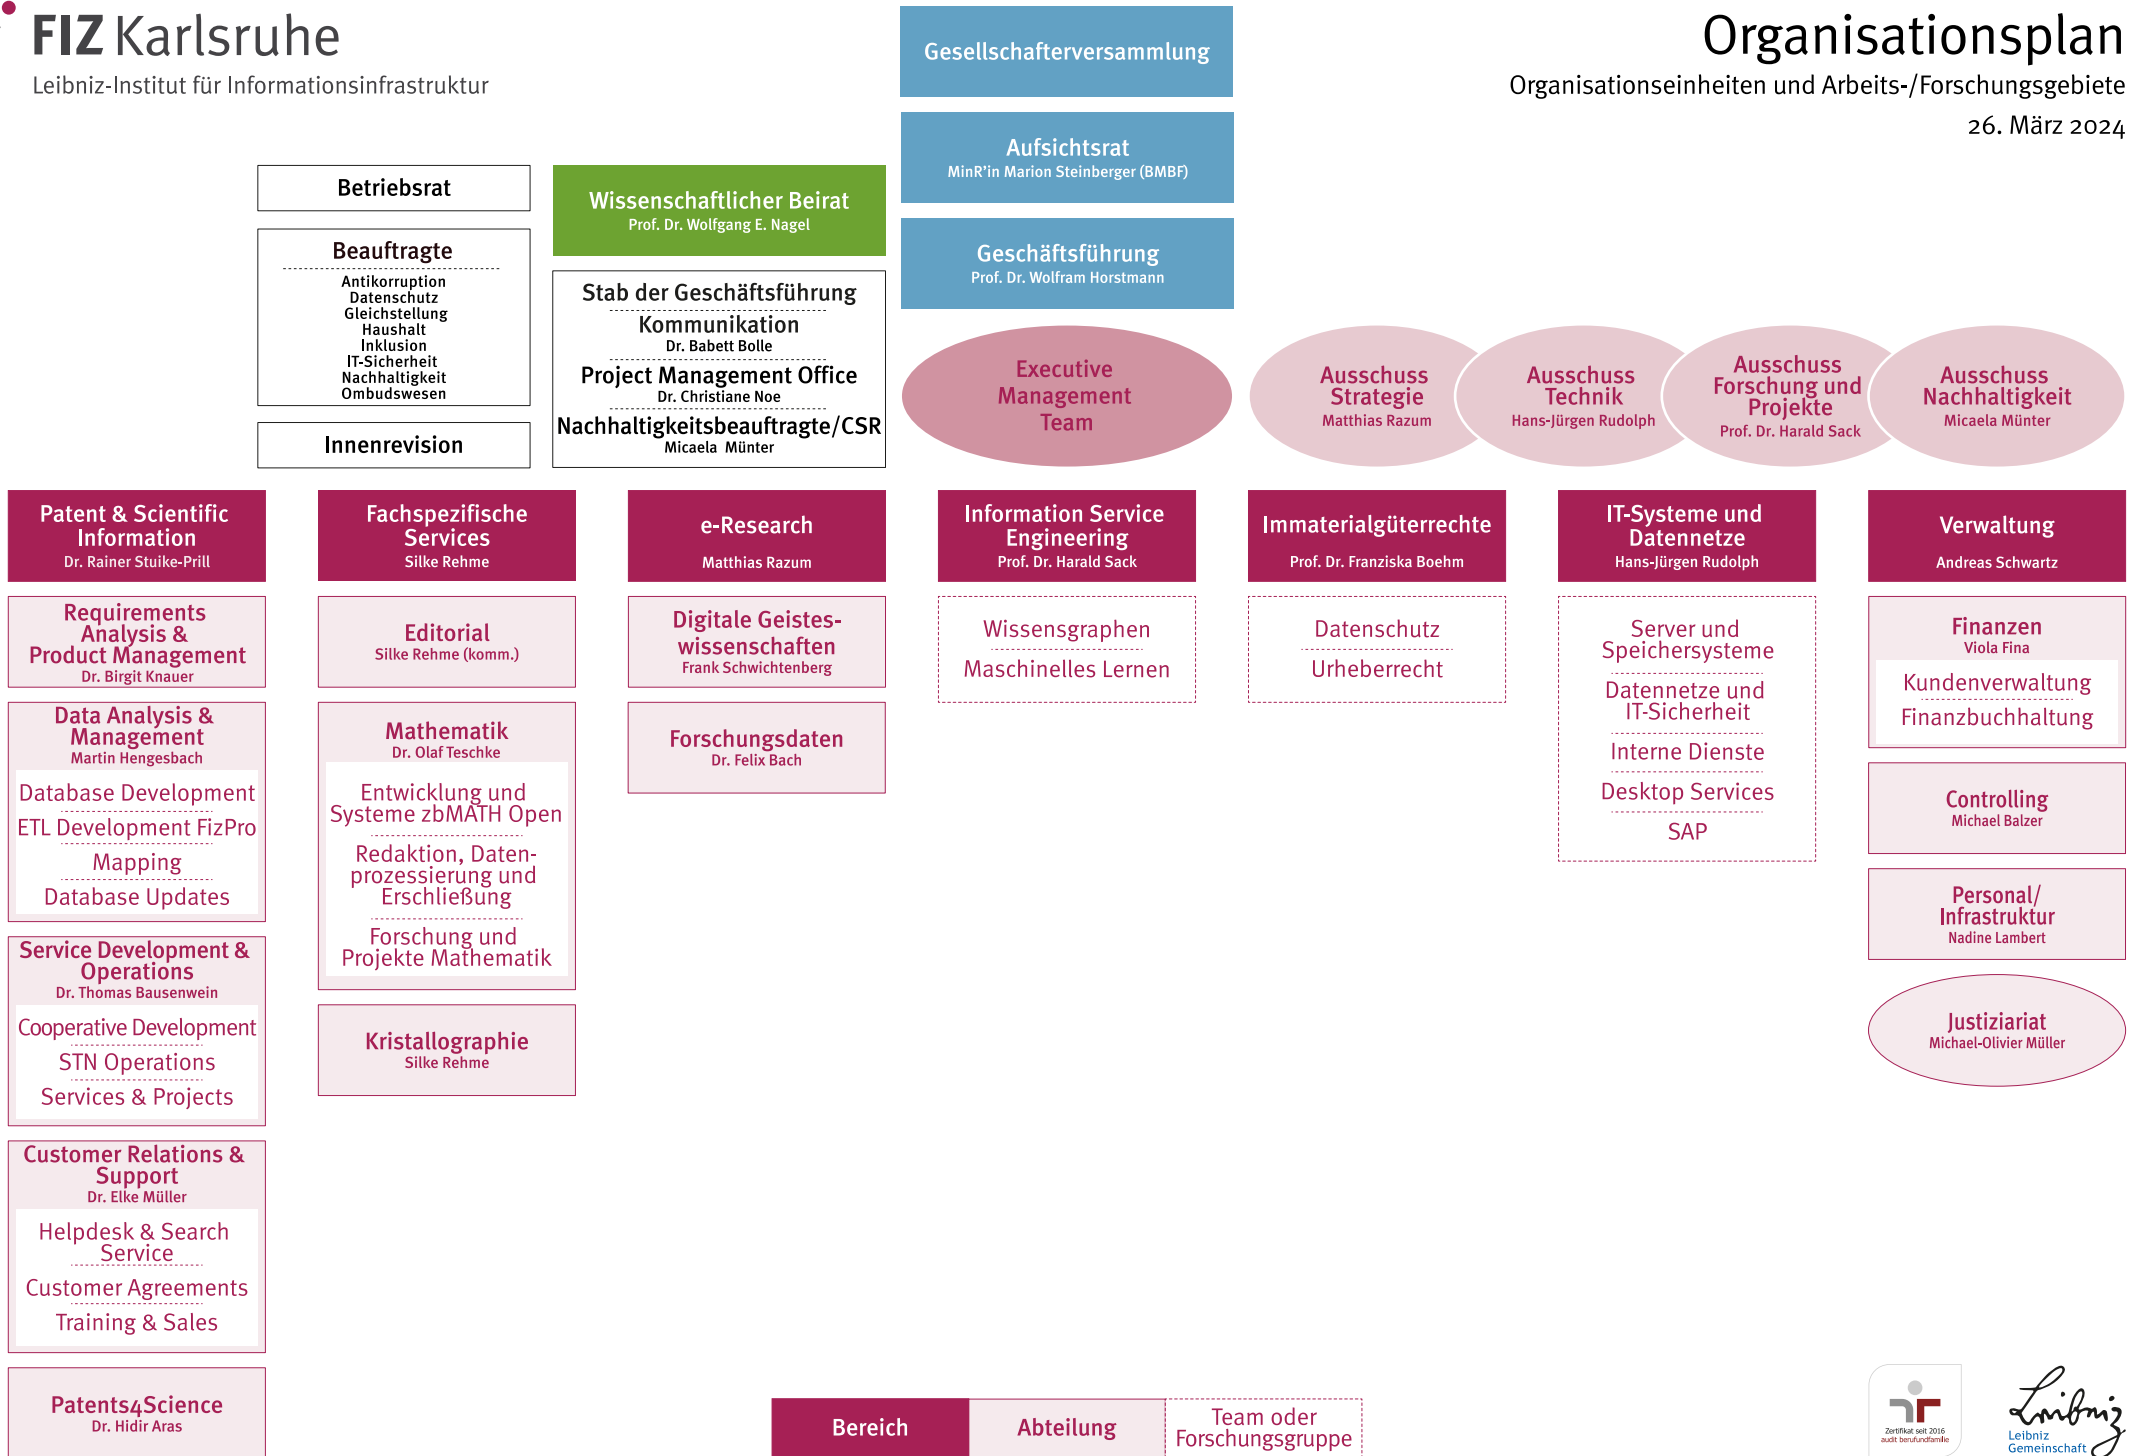 FIZ Karlsruhe
Leibniz-Institut für Informationsinfrastruktur
Organisationsplan
Organisationseinheiten und Arbeits-/Forschungsgebiete
26. März 2024
Gesellschafterversammlung
Aufsichtsrat
MinR'in Marion Steinberger (BMBF)
Geschäftsführung
Prof. Dr. Wolfram Horstmann
Betriebsrat
Beauftragte
Antikorruption
Datenschutz
Gleichstellung
Haushalt
Inklusion
IT-Sicherheit
Nachhaltigkeit
Ombudswesen
Innenrevision
Wissenschaftlicher Beirat
Prof. Dr. Wolfgang E. Nagel
Stab der Geschäftsführung
Kommunikation
Dr. Babett Bolle
Project Management Office
Dr. Christiane Noe
Nachhaltigkeitsbeauftragte/CSR
Micaela Münter
Executive
Management
Team
Ausschuss
Strategie
Matthias Razum
Ausschuss
Technik
Hans-Jürgen Rudolph
Ausschuss
Forschung und
Projekte
Prof. Dr. Harald Sack
Ausschuss
Nachhaltigkeit
Micaela Münter
Patent & Scientific
Information
Dr. Rainer Stuike-Prill
Requirements
Analysis &
Product Management
Dr. Birgit Knauer
Data Analysis &
Management
Martin Hengesbach
Database Development
ETL Development FizPro
Mapping
Database Updates
Service Development &
Operations
Dr. Thomas Bausenwein
Cooperative Development
STN Operations
Services & Projects
Customer Relations &
Support
Dr. Elke Müller
Helpdesk & Search
Service
Customer Agreements
Training & Sales
Patents4Science
Dr. Hidir Aras
Fachspezifische
Services
Silke Rehme
Editorial
Silke Rehme (komm.)
Mathematik
Dr. Olaf Teschke
Entwicklung und
Systeme zbMATH Open
Redaktion, Daten-
prozessierung und
Erschließung
Forschung und
Projekte Mathematik
Kristallographie
Silke Rehme
e-Research
Matthias Razum
Digitale Geistes-
wissenschaften
Frank Schwichtenberg
Forschungsdaten
Dr. Felix Bach
Information Service
Engineering
Prof. Dr. Harald Sack
Wissensgraphen
Maschinelles Lernen
Immaterialgüterrechte
Prof. Dr. Franziska Boehm
Datenschutz
Urheberrecht
IT-Systeme und
Datennetze
Hans-Jürgen Rudolph
Server und
Speichersysteme
Datennetze und
IT-Sicherheit
Interne Dienste
Desktop Services
SAP
Verwaltung
Andreas Schwartz
Finanzen
Viola Fina
Kundenverwaltung
Finanzbuchhaltung
Controlling
Michael Balzer
Personal/
Infrastruktur
Nadine Lambert
Justiziariat
Michael-Olivier Müller
Bereich
Abteilung
Team oder
Forschungsgruppe
Zertifikat seit 2016
audit berufundfamilie
Leibniz
Leibniz
Gemeinschaft